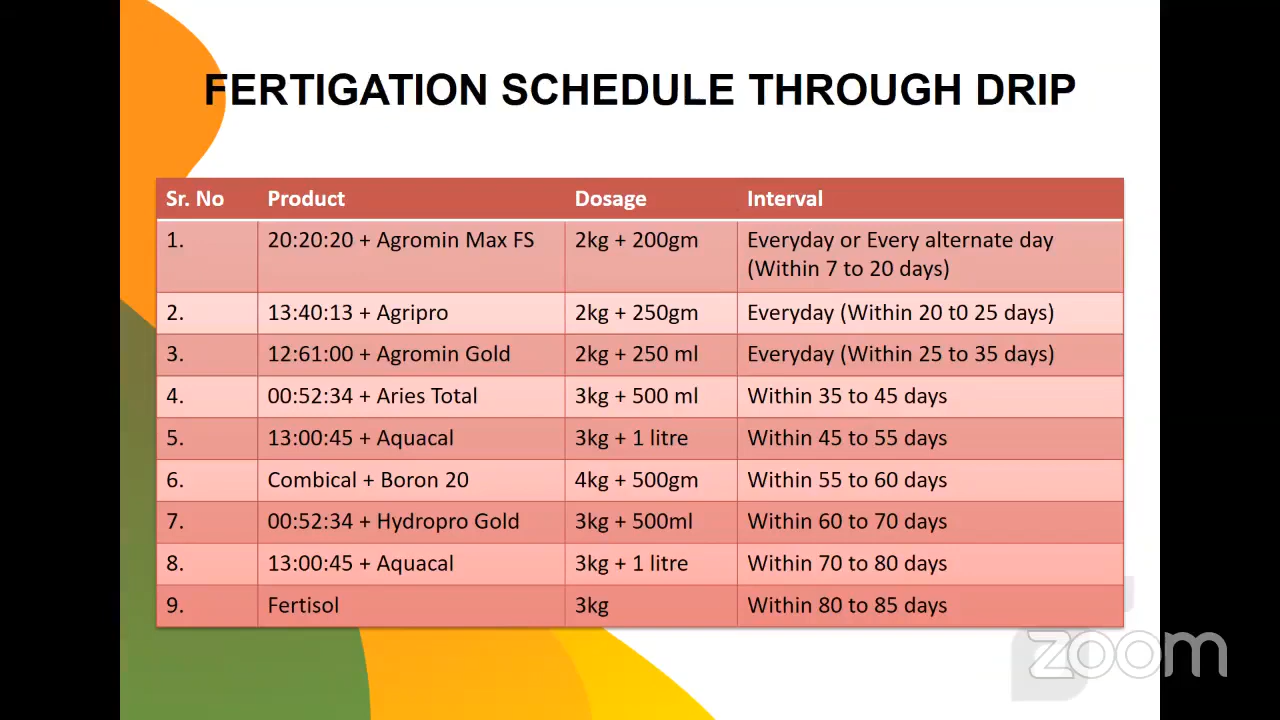 FERTIGATION SCHEDULE THROUGH DRIP
Sr. No Product Dosage Interval
1. 20:20:20 + Agromin Max FS 2kg + 200gm Everyday or Every alternate day
(Within 7 to 20 days)
2. 13:40:13 + Agripro 2kg + 250gm Everyday (Within 20 t0 25 days)
3. 12:61:00 + Agromin Gold 2kg + 250 ml Everyday (Within 25 to 35 days)
4. 00:52:34 + Aries Total 3kg + 500 ml Within 35 to 45 days
5. 13:00:45 + Aquacal 3kg + 1 litre Within 45 to 55 days
6. Combical + Boron 20 4kg + 500gm Within 55 to 60 days
7. 00:52:34 + Hydropro Gold 3kg + 500ml Within 60 to 70 days
8. 13:00:45 + Aquacal 3kg + 1 litre Within 70 to 80 days
9. Fertisol 3kg Within 80 to 85 days
zoom